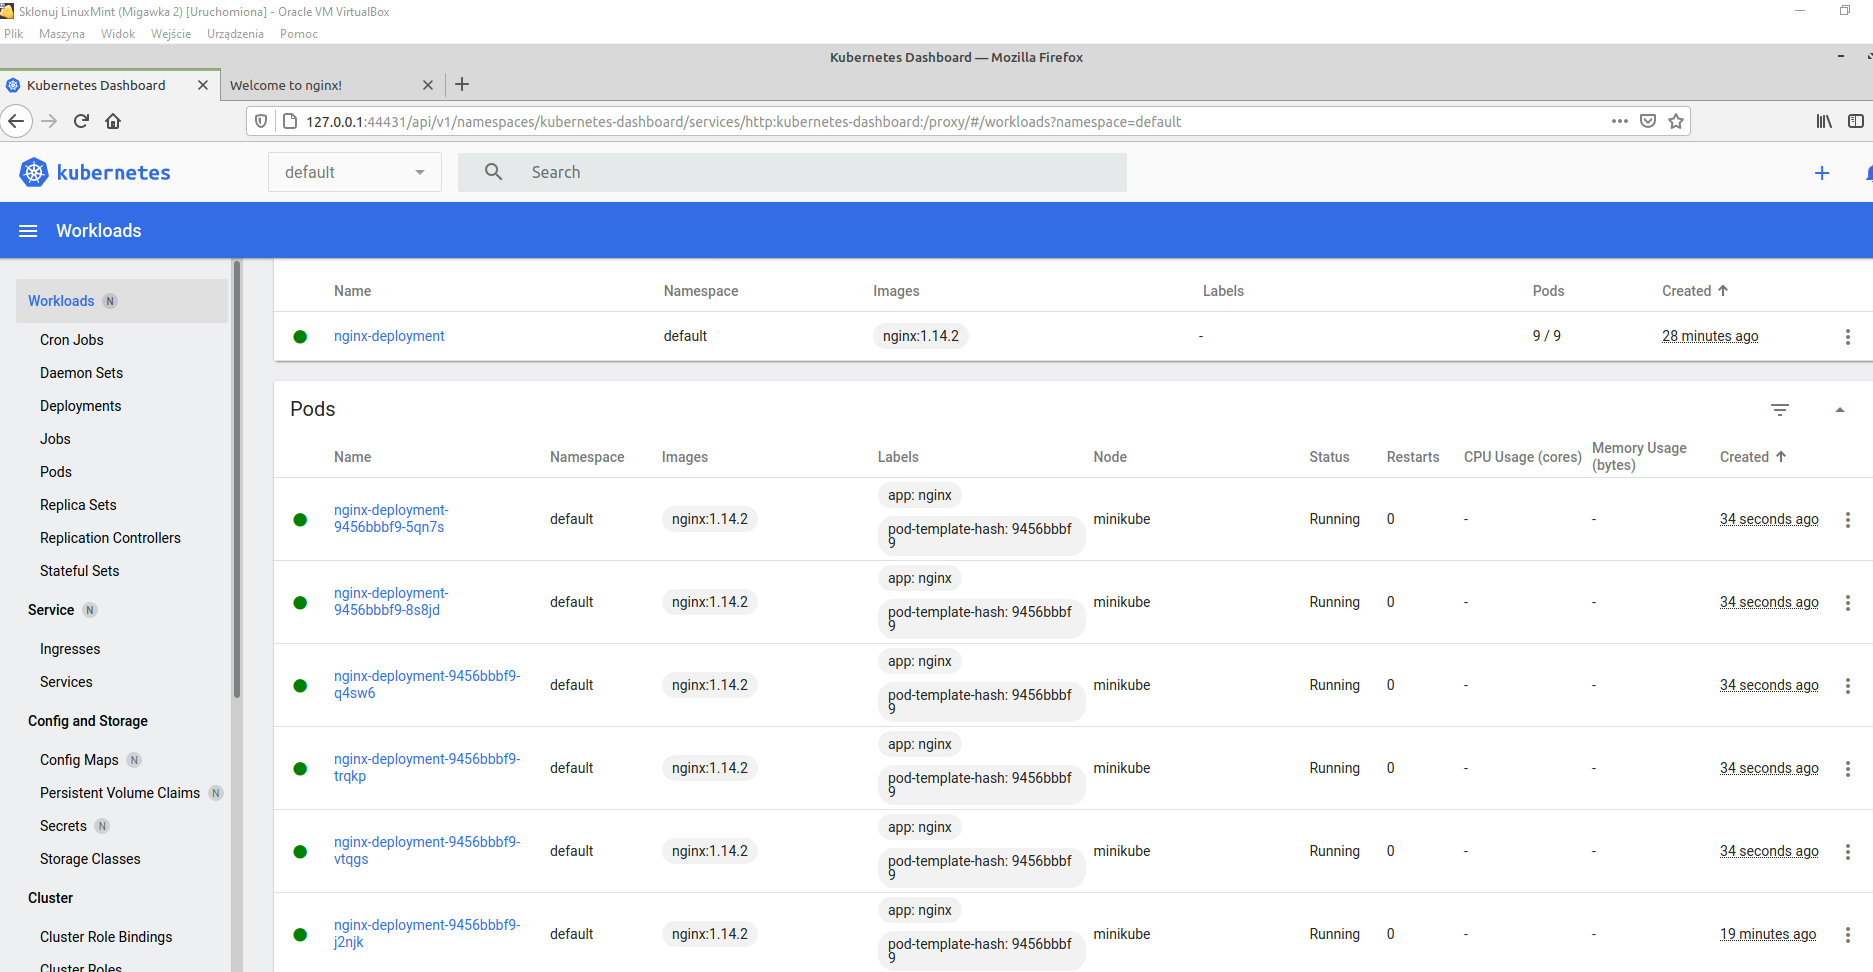 Sklonuj LinuxMint (Migawka 2) [Uruchomiona] - Oracle VM VirtualBox
Plik Maszyna Widok Wejście Urządzenia Pomoc
Kubernetes Dashboard — Mozilla Firefox
Kubernetes Dashboard
Welcome to nginx!
127.0.0.1:44431/api/v1/namespaces/kubernetes-dashboard/services/http:kubernetes-dashboard:/proxy/#/workloads?namespace=default
kubernetes
default
Search
Workloads
Workloads N
Cron Jobs
Daemon Sets
Deployments
Jobs
Pods
Replica Sets
Replication Controllers
Stateful Sets
Service N
Ingresses
Services
Config and Storage
Config Maps N
Persistent Volume Claims N
Secrets N
Storage Classes
Cluster
Cluster Role Bindings
Cluster Roles
Name Namespace Images Labels Pods Created
nginx-deployment default nginx:1.14.2 - 9 / 9 28 minutes ago
Pods
Name Namespace Images Labels Node Status Restarts CPU Usage (cores) Memory Usage (bytes) Created
nginx-deployment-
9456bbbf9-5qn7s
default nginx:1.14.2
app: nginx
pod-template-hash: 9456bbbf
9
minikube Running 0 - - 34 seconds ago
nginx-deployment-
9456bbbf9-8s8jd
default nginx:1.14.2
app: nginx
pod-template-hash: 9456bbbf
9
minikube Running 0 - - 34 seconds ago
nginx-deployment-9456bbbf9-
q4sw6
default nginx:1.14.2
app: nginx
pod-template-hash: 9456bbbf
9
minikube Running 0 - - 34 seconds ago
nginx-deployment-9456bbbf9-
trqkp
default nginx:1.14.2
app: nginx
pod-template-hash: 9456bbbf
9
minikube Running 0 - - 34 seconds ago
nginx-deployment-9456bbbf9-
vtqgs
default nginx:1.14.2
app: nginx
pod-template-hash: 9456bbbf
9
minikube Running 0 - - 34 seconds ago
nginx-deployment-9456bbbf9-
j2njk
default nginx:1.14.2
app: nginx
pod-template-hash: 9456bbbf
9
minikube Running 0 - - 19 minutes ago